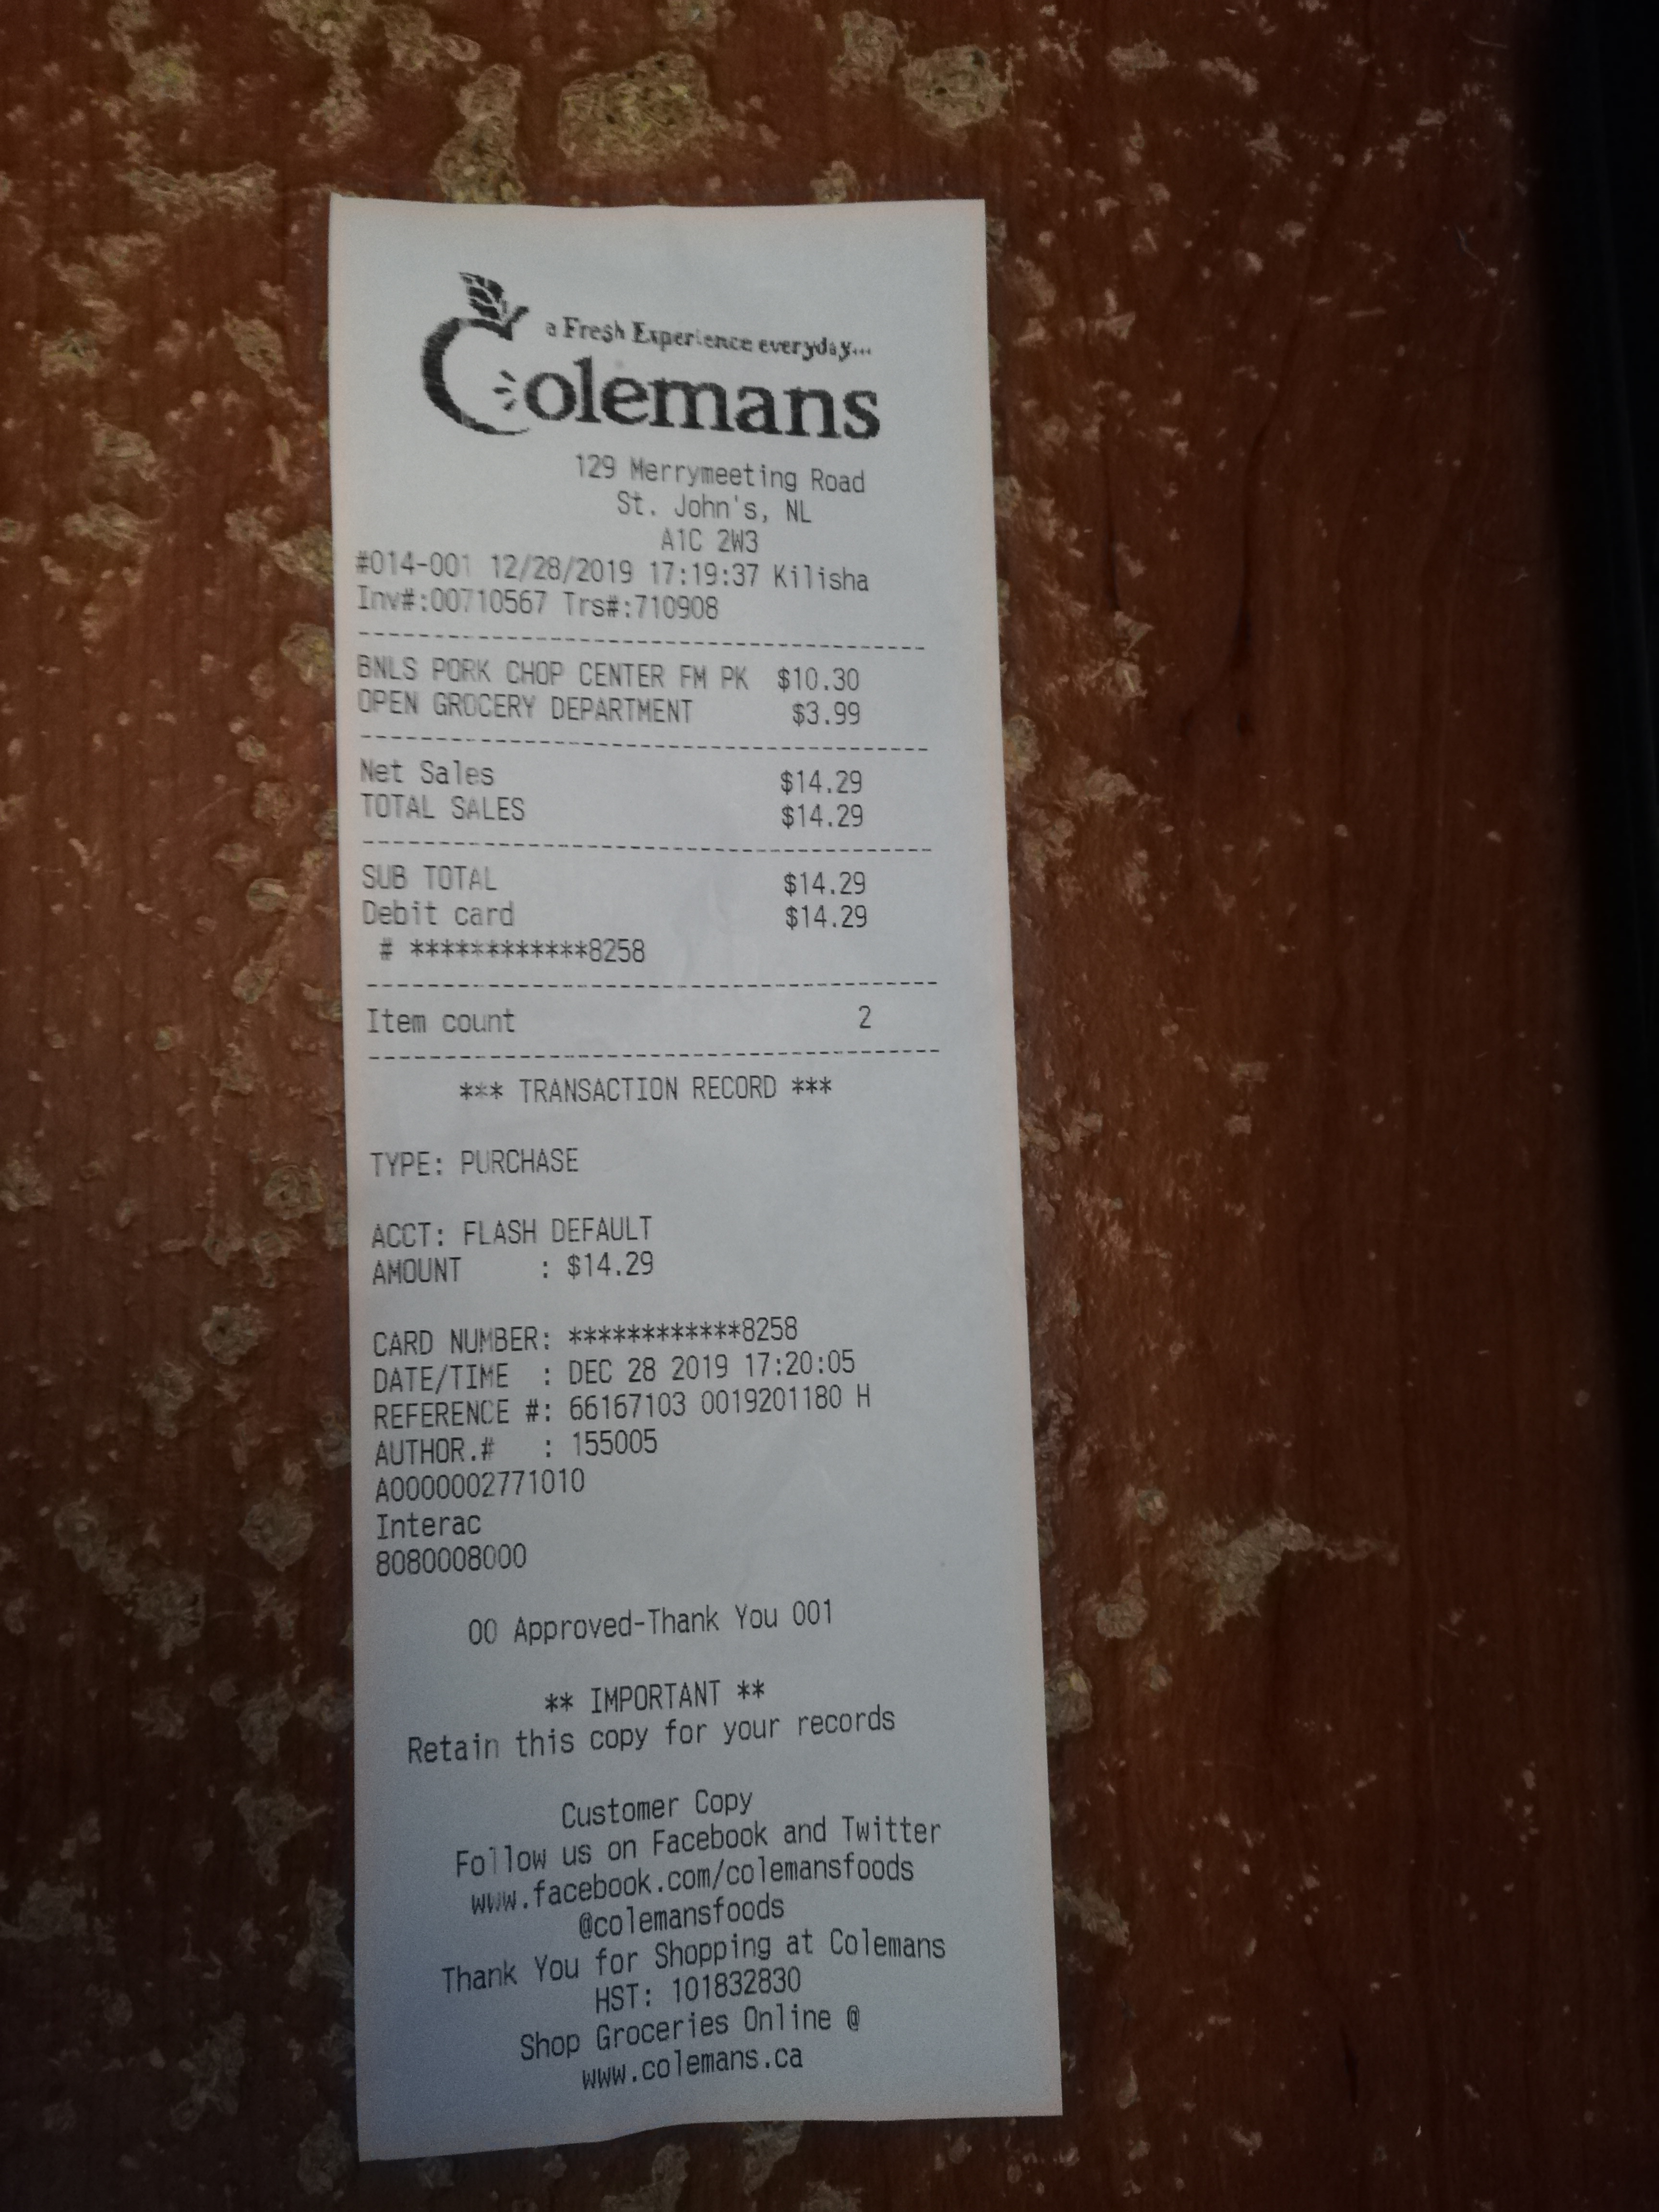 a Fresh Experience everyday...
Colemans
129 Merrymeeting Road
St. John's, NL
A1C 2W3
#014-001 12/28/2019 17:19:37 Kilisha
Inv#:00710567 Trs#:710908
--------------------------------------
BNLS PORK CHOP CENTER FM PK $10.30
OPEN GROCERY DEPARTMENT $3.99
--------------------------------------
Net Sales $14.29
TOTAL SALES $14.29
--------------------------------------
SUB TOTAL $14.29
Debit card $14.29
# ************8258
--------------------------------------
Item count 2
--------------------------------------
*** TRANSACTION RECORD ***
TYPE: PURCHASE
ACCT: FLASH DEFAULT
AMOUNT : $14.29
CARD NUMBER: ************8258
DATE/TIME : DEC 28 2019 17:20:05
REFERENCE #: 66167103 0019201180 H
AUTHOR.# : 155005
A0000002771010
Interac
8080008000
00 Approved-Thank You 001
** IMPORTANT **
Retain this copy for your records
Customer Copy
Follow us on Facebook and Twitter
www.facebook.com/colemansfoods
@colemansfoods
Thank You for Shopping at Colemans
HST: 101832830
Shop Groceries Online @
www.colemans.ca